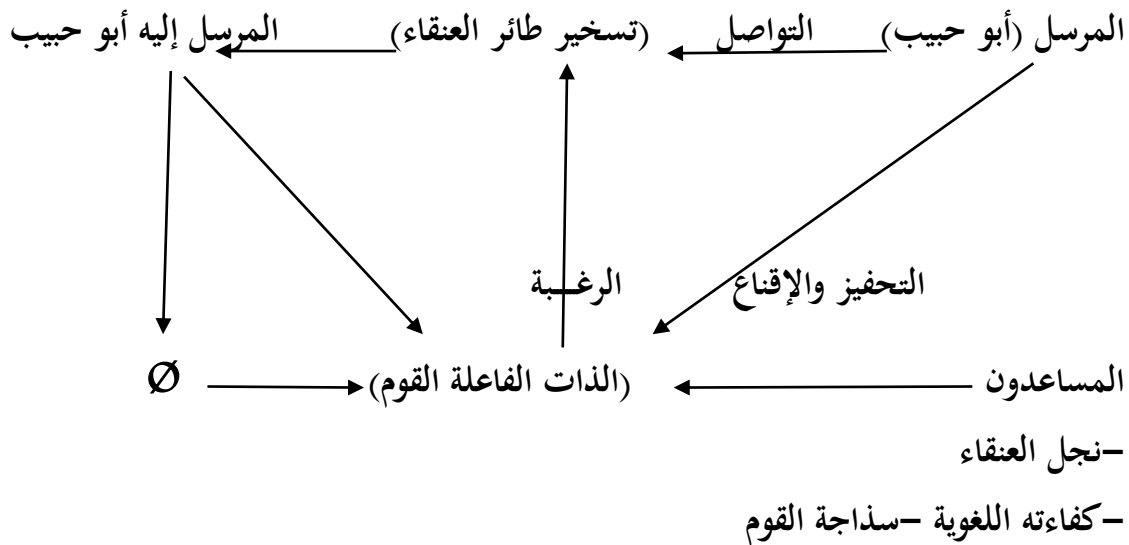 المرسل (أبو حبيب) التواصل (تسخير طائر العنقاء) المرسل إليه أبو حبيب
التحفيز والإقناع الرغـبة
المساعدون (الذات الفاعلة القوم) Ø
–نجل العنقاء
–كفاءته اللغوية –سذاجة القوم